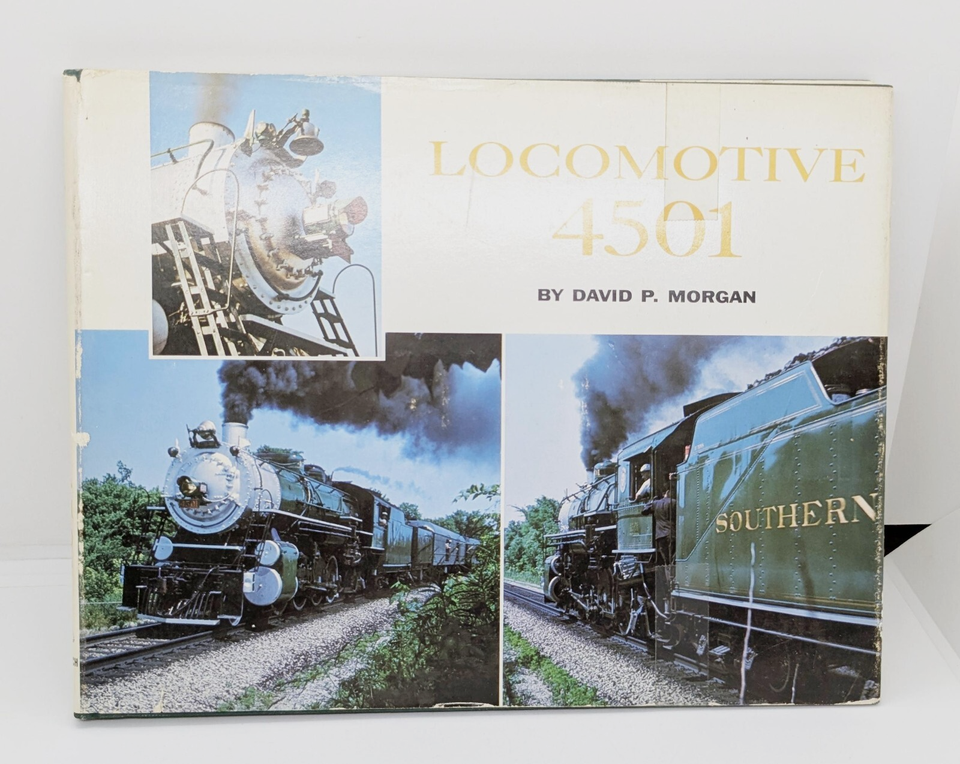 LOCOMOTIVE
4501
BY DAVID P. MORGAN
SOUTHERN